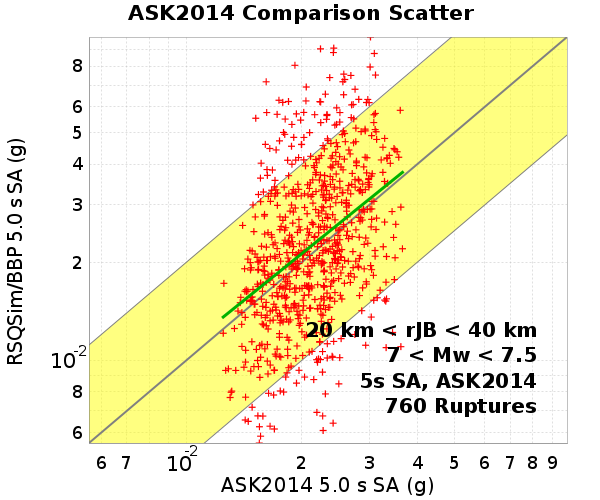 ASK2014 Comparison Scatter
RSQSim/BBP 5.0 s SA (g)
8
6
5
4
3
2
10-2
8
6
20 km < rJB < 40 km
7 < Mw < 7.5
5s SA, ASK2014
760 Ruptures
6 7 10-2 2 3 4 5 6 7 8 9
ASK2014 5.0 s SA (g)